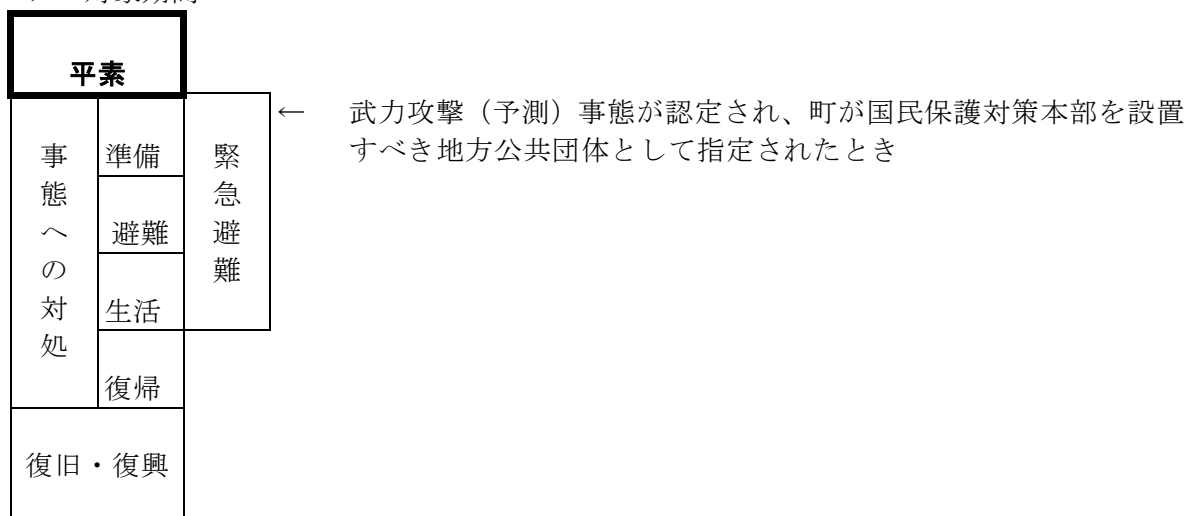 平素
← 武力攻撃（予測）事態が認定され、町が国民保護対策本部を設置
すべき地方公共団体として指定されたとき
事態への対処
準備
避難
生活
復帰
緊急避難
復旧・復興